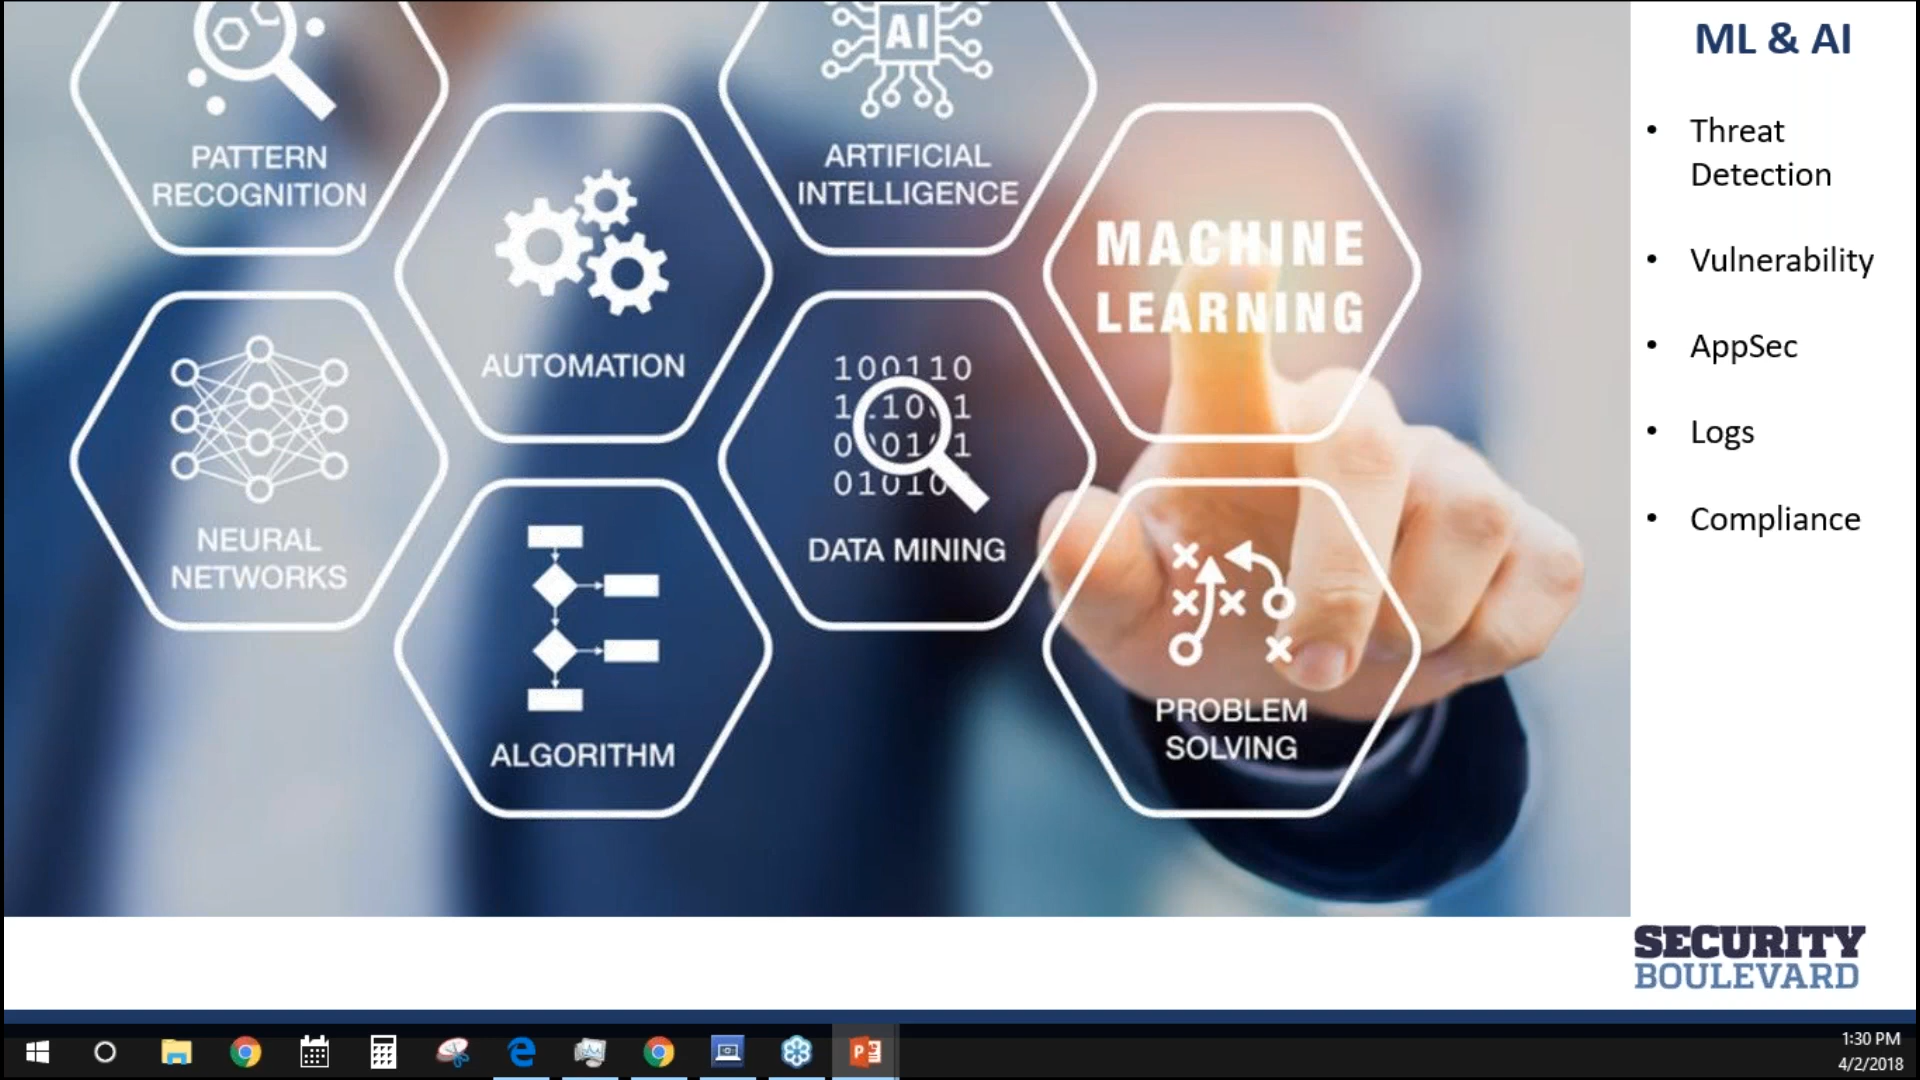 ML & AI
PATTERN
RECOGNITION
AI
ARTIFICIAL
INTELLIGENCE
MACHINE
LEARNING
AUTOMATION
NEURAL
NETWORKS
100110
DATA MINING
ALGORITHM
PROBLEM
SOLVING
• Threat
Detection
• Vulnerability
• AppSec
• Logs
• Compliance
SECURITY
BOULEVARD
1:30 PM
4/2/2018